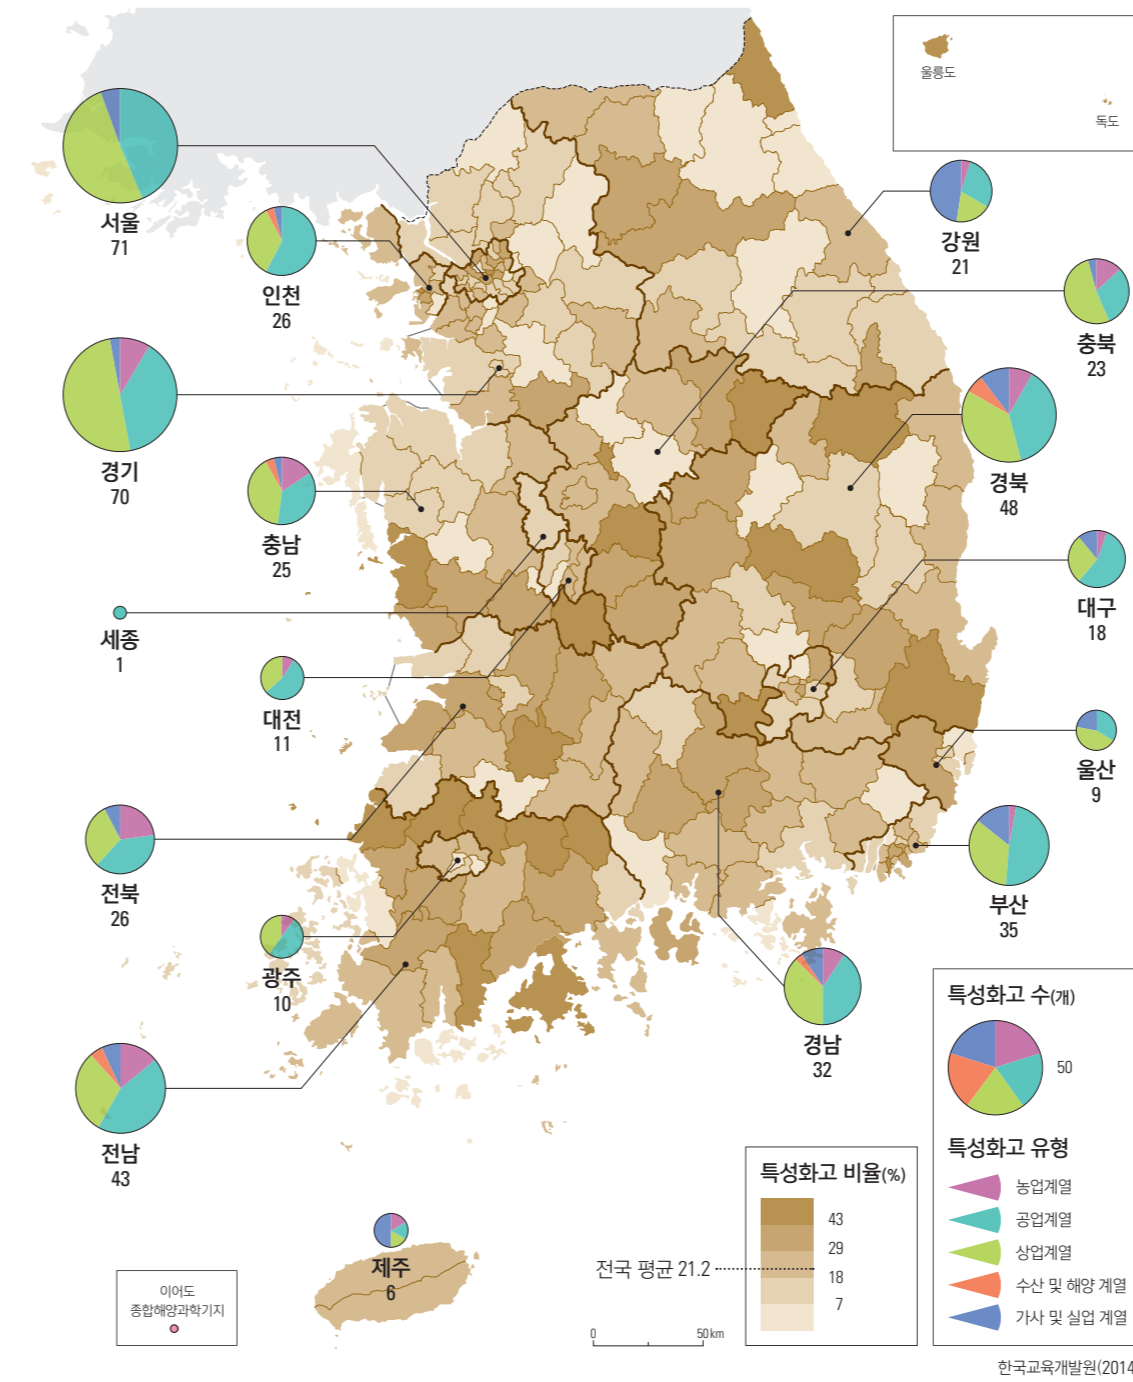 울릉도
독도
서울
71
인천
26
강원
21
충북
23
경기
70
경북
48
충남
25
대구
18
세종
1
대전
11
울산
9
전북
26
부산
35
광주
10
경남
32
전남
43
제주
6
이어도
종합해양과학기지
특성화고 비율(%)
43
29
18
7
전국 평균 21.2
0 50 km
특성화고 수(개)
50
특성화고 유형
농업계열
공업계열
상업계열
수산 및 해양 계열
가사 및 실업 계열
한국교육개발원(2014